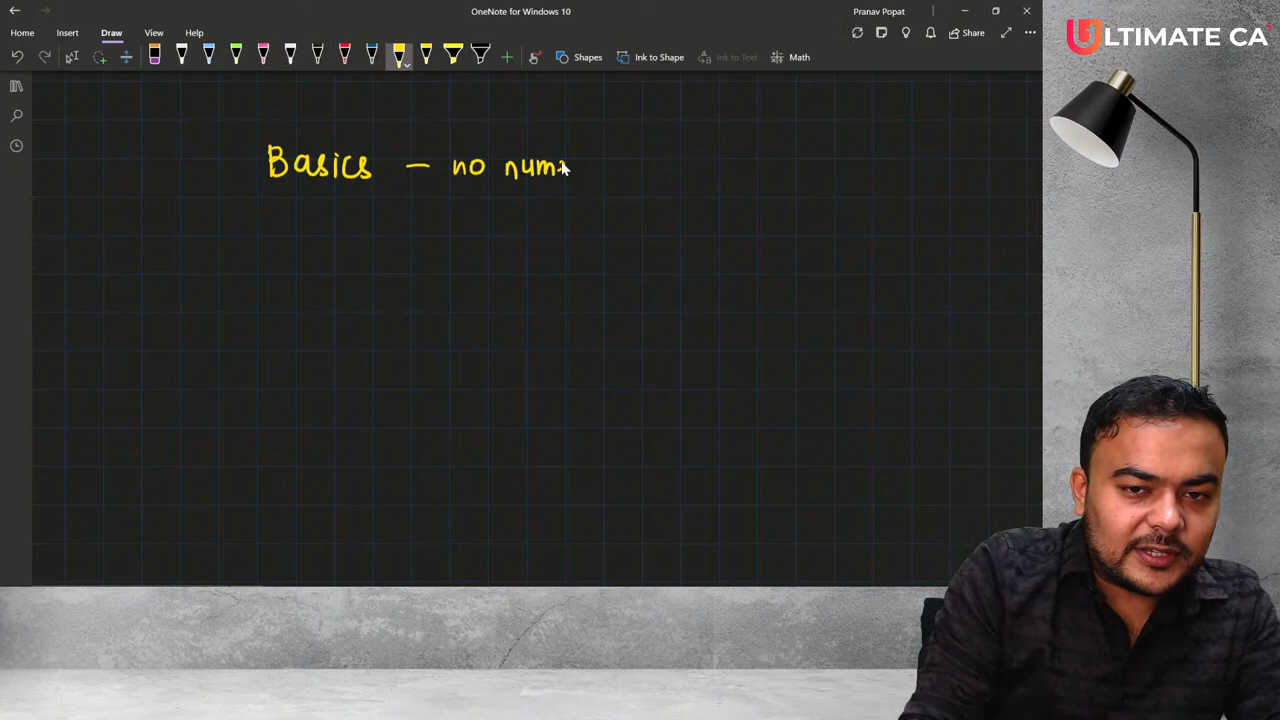 OneNote for Windows 10
Pranav Popat
Home Insert Draw View Help
Share
Shapes Ink to Shape Ink to Text Math
ULTIMATE CA
Basics – no num